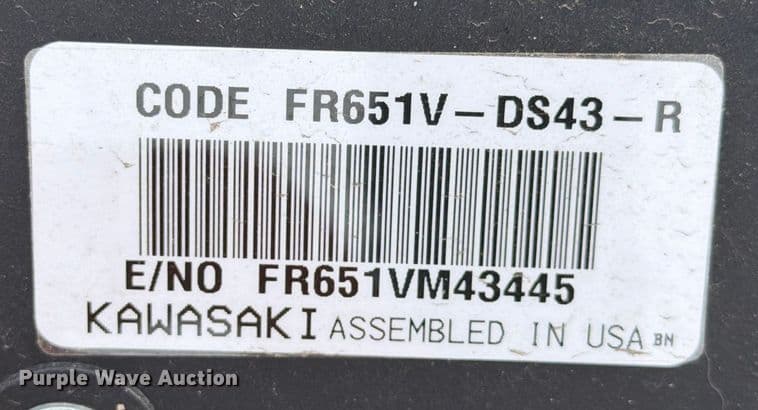 CODE FR651V-DS43-R
E/NO FR651VM43445
KAWASAKI ASSEMBLED IN USA BN
Purple Wave Auction